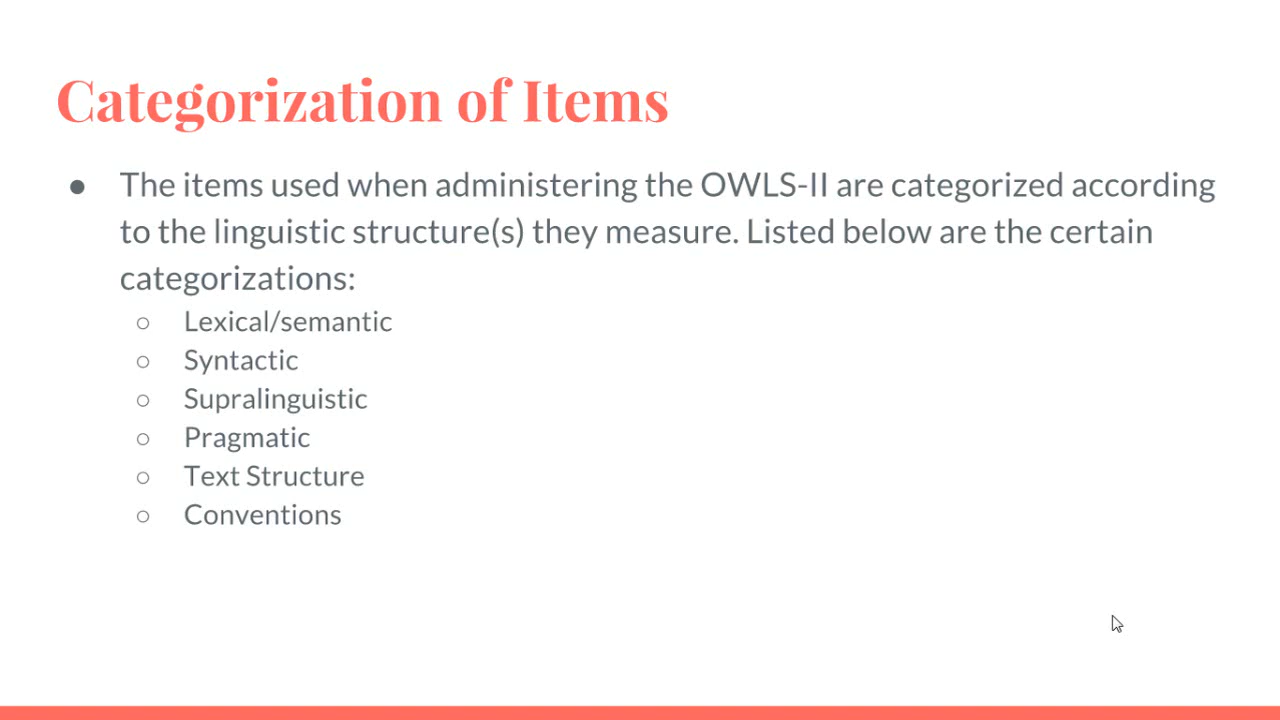 Categorization of Items
● The items used when administering the OWLS-II are categorized according
to the linguistic structure(s) they measure. Listed below are the certain
categorizations:
○ Lexical/semantic
○ Syntactic
○ Supralinguistic
○ Pragmatic
○ Text Structure
○ Conventions